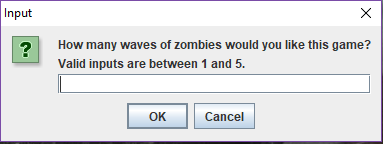 Input
?
How many waves of zombies would you like this game?
Valid inputs are between 1 and 5.
OK Cancel